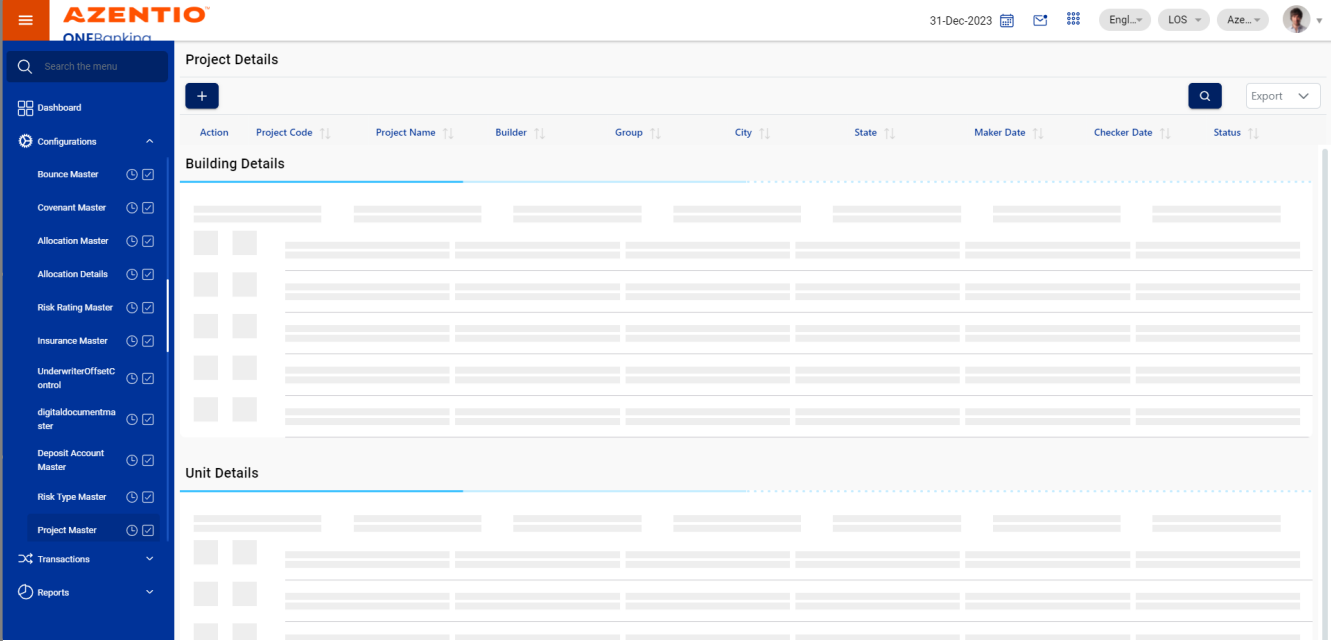 AZENTIO
ONEBanking
31-Dec-2023
Engl...
LOS
Aze...
Search the menu
Dashboard
Configurations
Bounce Master
Covenant Master
Allocation Master
Allocation Details
Risk Rating Master
Insurance Master
UnderwriterOffsetC
ontrol
digitaldocumentma
ster
Deposit Account
Master
Risk Type Master
Project Master
Transactions
Reports
Project Details
+
Export
Action Project Code Project Name Builder Group City State Maker Date Checker Date Status
Building Details
Unit Details